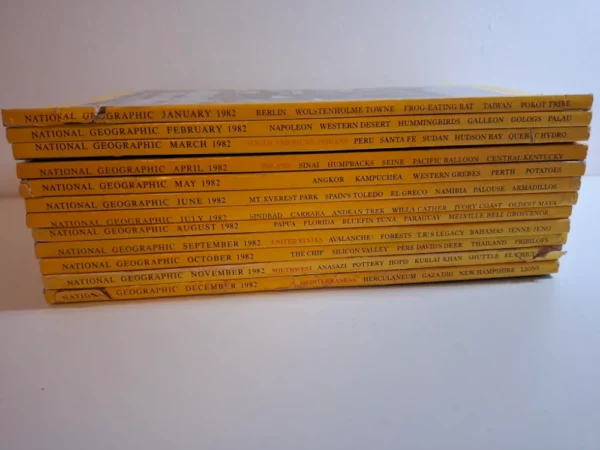 NATIONAL GEOGRAPHIC JANUARY 1982 BERLIN WOLSTENHOLME TOWNE FROG-EATING BAT TAIWAN POKOT TRIBE
NATIONAL GEOGRAPHIC FEBRUARY 1982 NAPOLEON WESTERN DESERT HUMMINGBIRDS GALLEON GOLOGS PALAU
NATIONAL GEOGRAPHIC MARCH 1982 PERU SANTA FE SUDAN HUDSON BAY QUEBEC HYDRO
NATIONAL GEOGRAPHIC APRIL 1982 SINAI HUMPBACKS SEINE PACIFIC BALLOON CENTRAL KENTUCKY
NATIONAL GEOGRAPHIC MAY 1982 ANGKOR KAMPUCHEA WESTERN GREBES PERTH POTATOES
NATIONAL GEOGRAPHIC JUNE 1982 MT. EVEREST PARK SPAIN'S TOLEDO EL GRECO NAMIBIA PALOUSE ARMADILLOS
NATIONAL GEOGRAPHIC JULY 1982 SINDBAD CARRARA ANDEAN TREK WILLA CATHER IVORY COAST OLDEST MAYA
NATIONAL GEOGRAPHIC AUGUST 1982 PAPUA FLORIDA BLUEFIN TUNA PARAGUAY MELVILLE BELL GROSVENOR
NATIONAL GEOGRAPHIC SEPTEMBER 1982 UNITED STATES AVALANCHE! FORESTS T.R.'S LEGACY BAHAMAS JENNE-JENO
NATIONAL GEOGRAPHIC OCTOBER 1982 THE CHIP SILICON VALLEY PERE DAVID'S DEER THAILAND PRIBILOFS
NATIONAL GEOGRAPHIC NOVEMBER 1982 SOUTHWEST ANASAZI POTTERY HOPIS KUBLAI KHAN SHUTTLE
NATIONAL GEOGRAPHIC DECEMBER 1982 MEDITERRANEAN HERCULANEUM GAZA NEW HAMPSHIRE LIONS